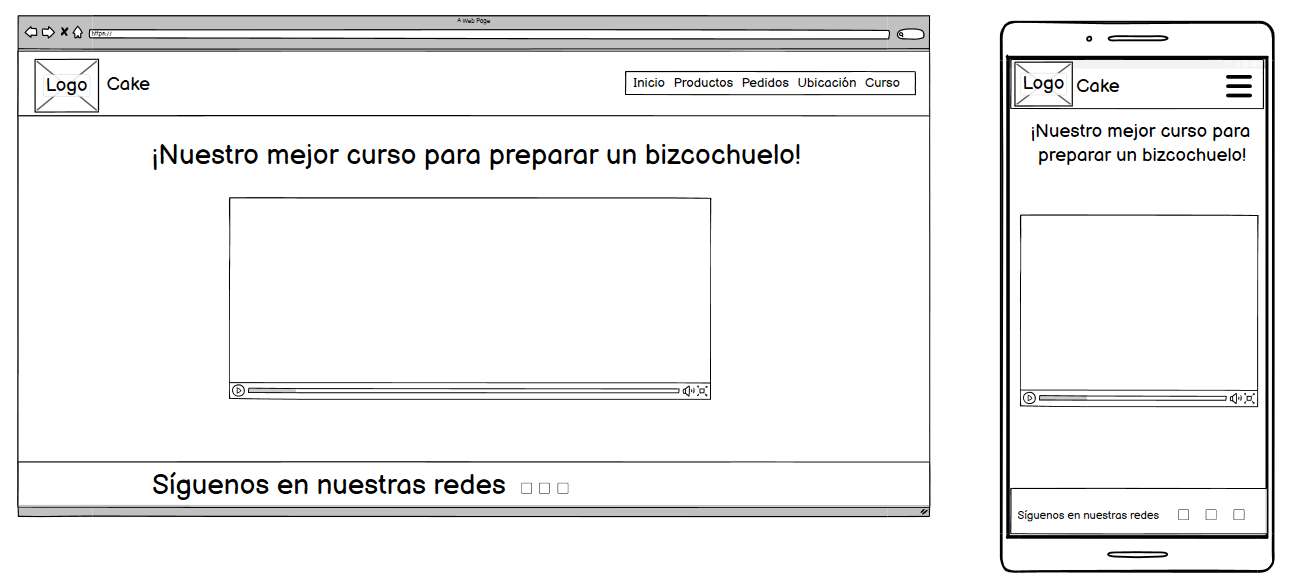 A Web Page
https://
Logo Cake
Inicio Productos Pedidos Ubicación Curso
¡Nuestro mejor curso para preparar un bizcochuelo!
Síguenos en nuestras redes
Logo Cake
¡Nuestro mejor curso para
preparar un bizcochuelo!
Síguenos en nuestras redes